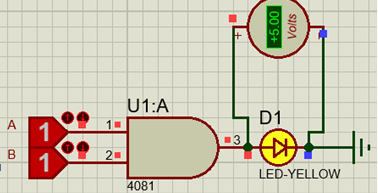 +5.00
Volts
+
U1:A
D1
A
1
1
B
1
2
3
4081
LED-YELLOW